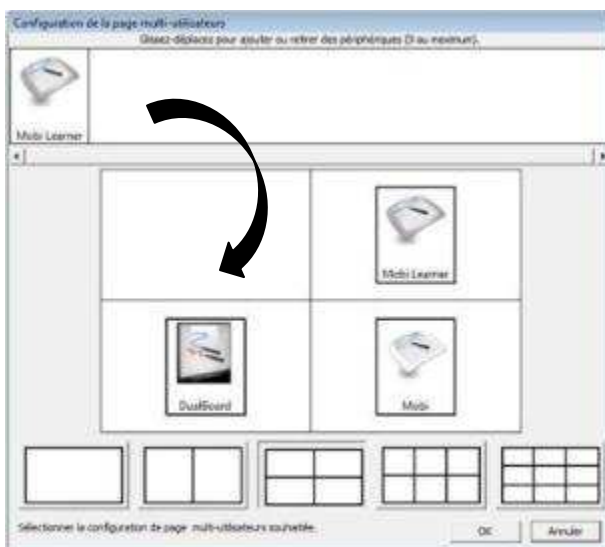 Configuration de la page multi-utilisateurs
Glissez-déplacez pour ajouter ou retirer des périphériques (9 au maximum).
Mobi Learner
Mobi Learner
DualBoard
Mobi
Sélectionner la configuration de page multi-utilisateurs souhaitée.
OK
Annuler